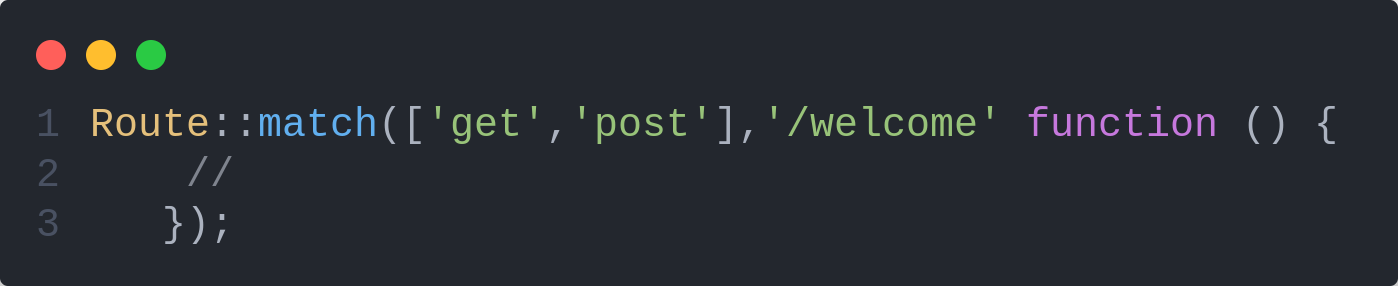 1 Route::match(['get','post'],'/welcome' function () {
2     //
3    });